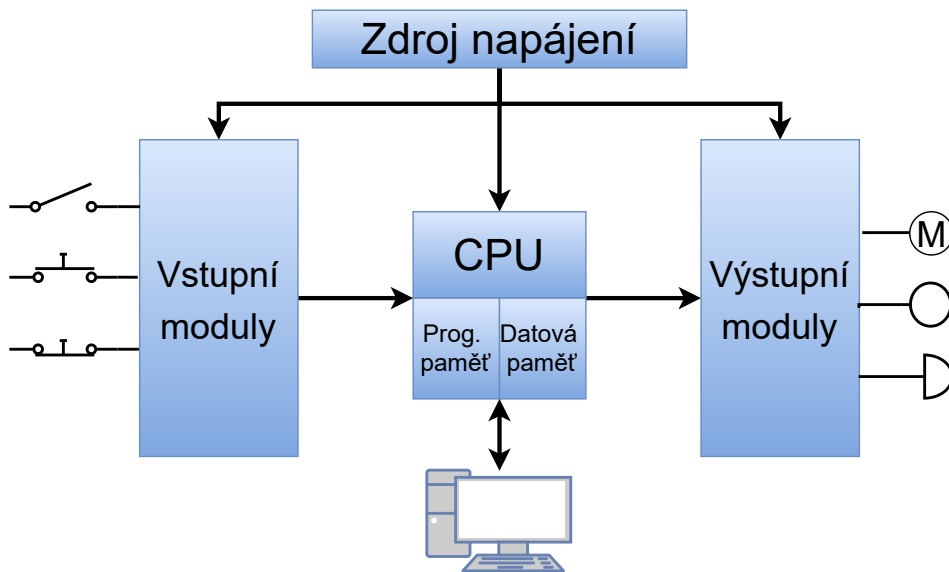 Zdroj napájení
Vstupní
moduly
CPU
Prog.
paměť
Datová
paměť
Výstupní
moduly
M